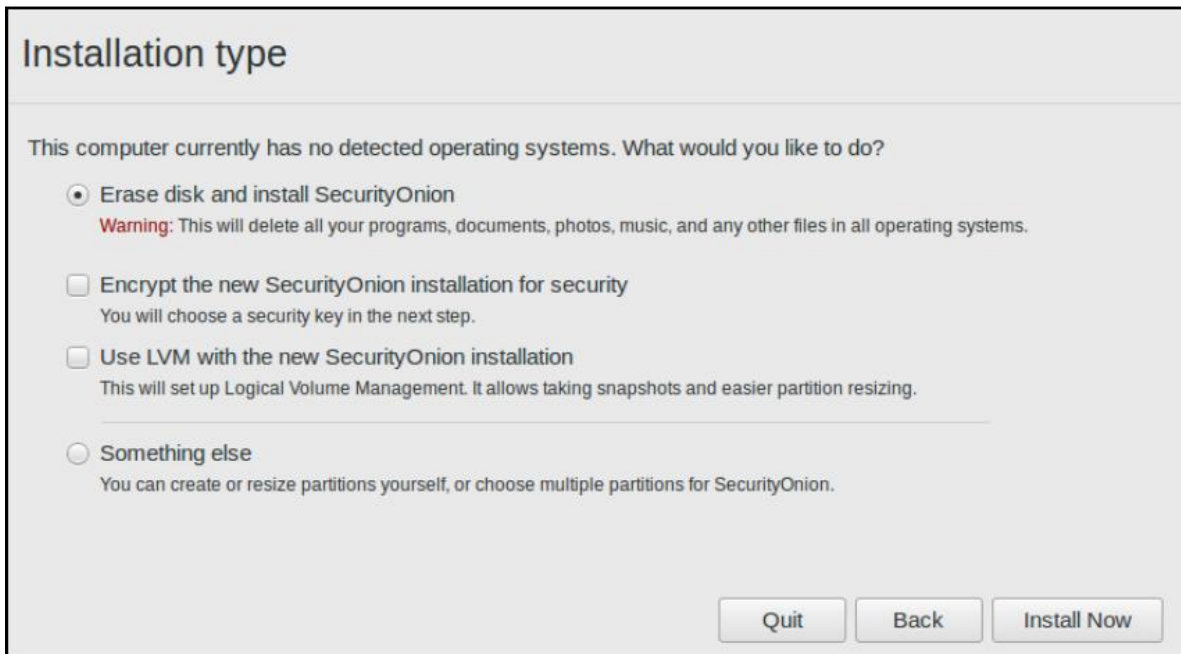 Installation type
This computer currently has no detected operating systems. What would you like to do?
Erase disk and install SecurityOnion
Warning: This will delete all your programs, documents, photos, music, and any other files in all operating systems.
Encrypt the new SecurityOnion installation for security
You will choose a security key in the next step.
Use LVM with the new SecurityOnion installation
This will set up Logical Volume Management. It allows taking snapshots and easier partition resizing.
Something else
You can create or resize partitions yourself, or choose multiple partitions for SecurityOnion.
Quit Back Install Now